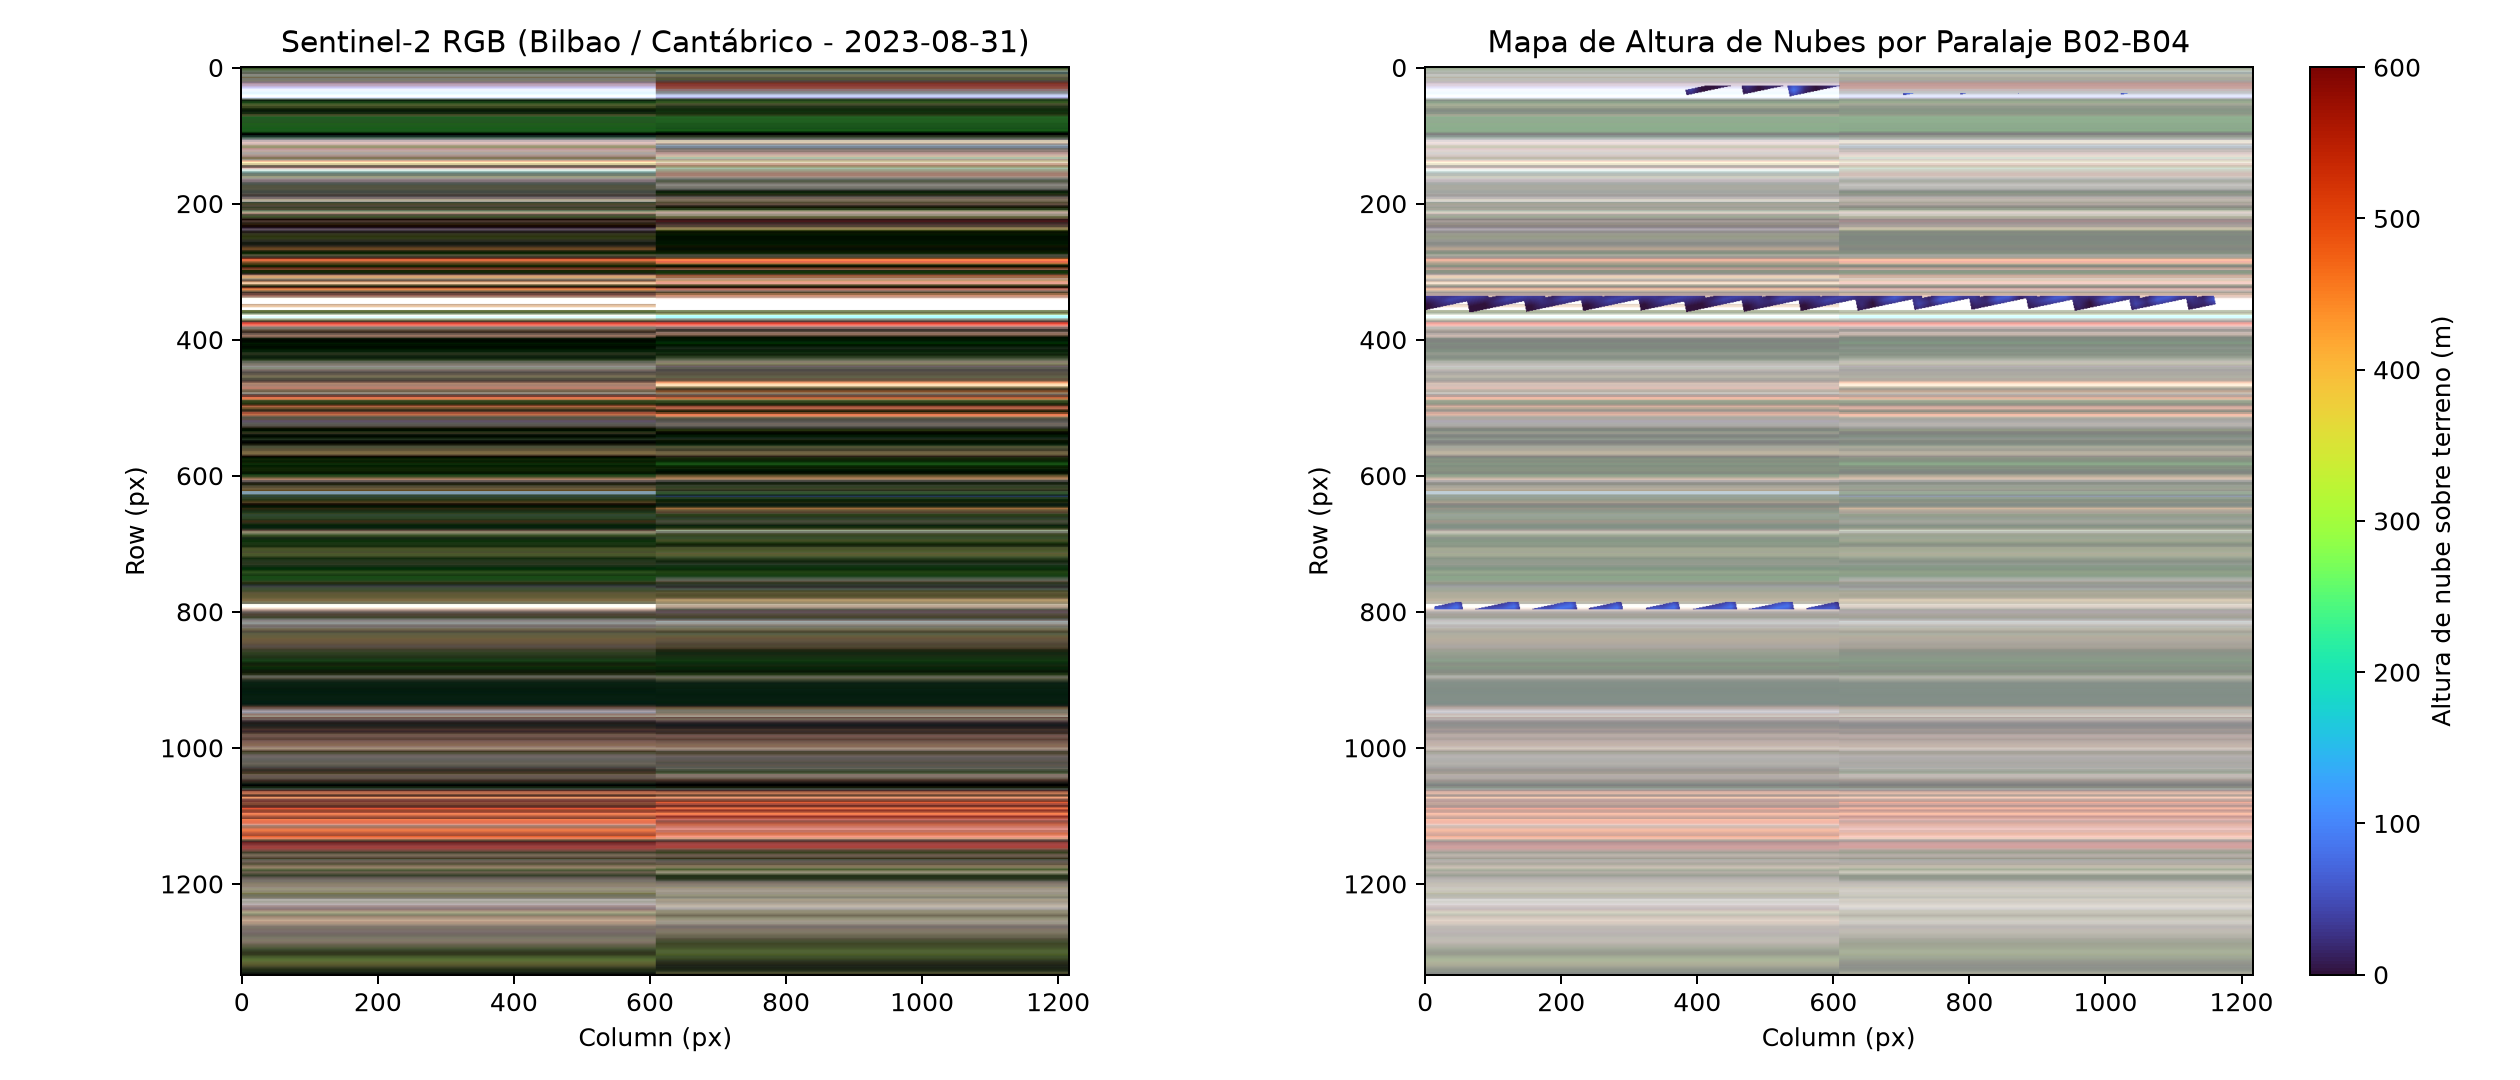 Sentinel-2 RGB (Bilbao / Cantábrico - 2023-08-31)
0
200
400
600
800
1000
1200
Row (px)
0 200 400 600 800 1000 1200
Column (px)
Mapa de Altura de Nubes por Paralaje B02-B04
0
200
400
600
800
1000
1200
Row (px)
0 200 400 600 800 1000 1200
Column (px)
600
500
400
300
200
100
0
Altura de nube sobre terreno (m)